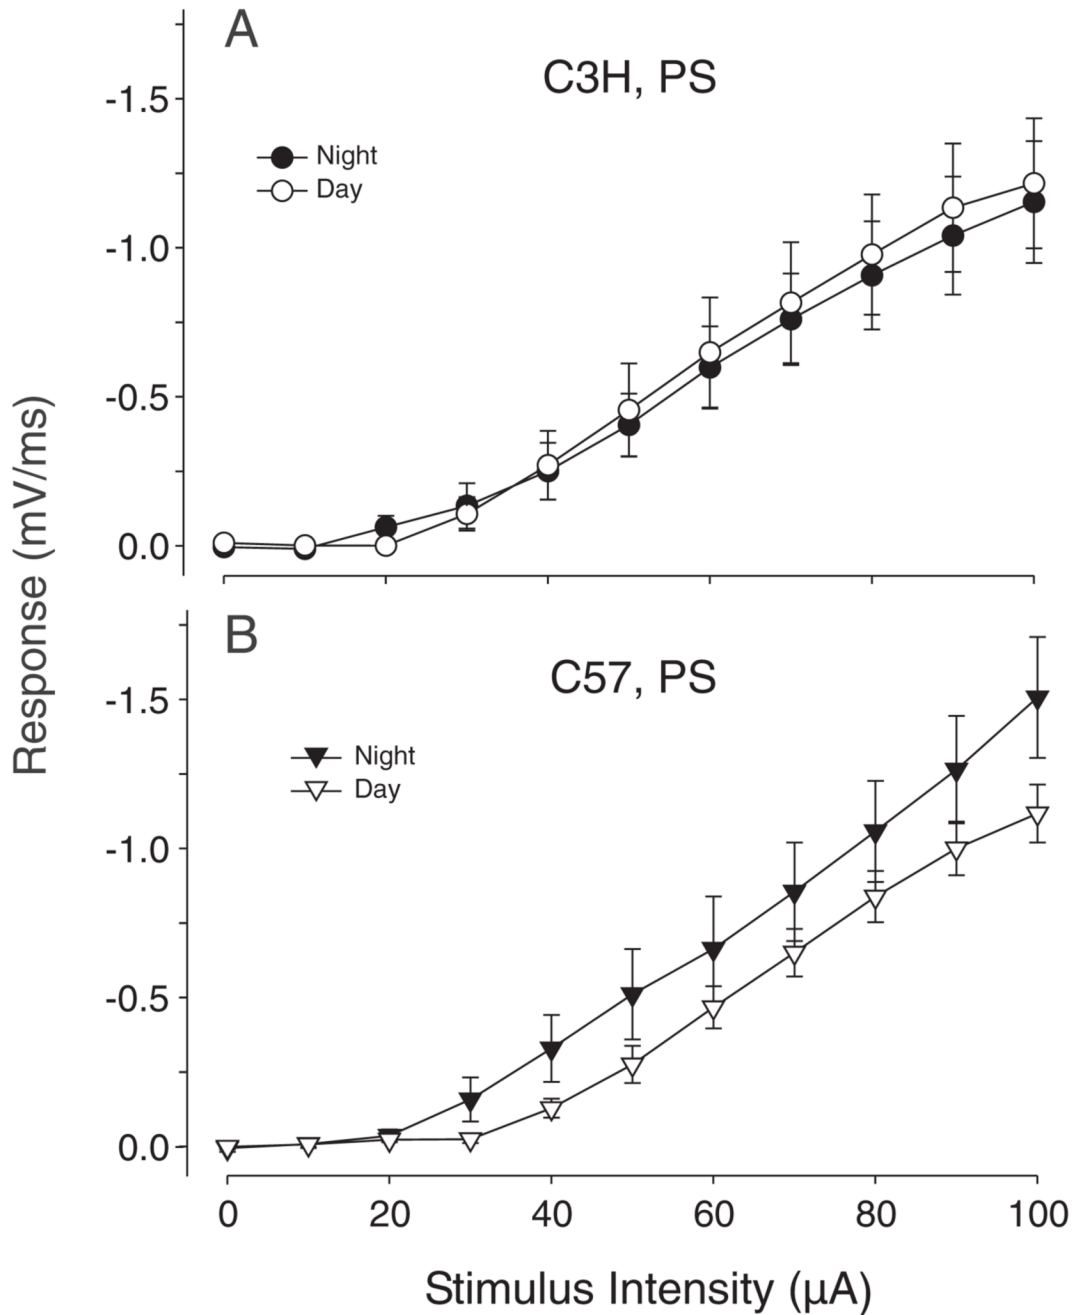 A
C3H, PS
-1.5
Night
Day
-1.0
-0.5
0.0
Response (mV/ms)
B
C57, PS
-1.5
Night
Day
-1.0
-0.5
0.0
0 20 40 60 80 100
Stimulus Intensity (μA)